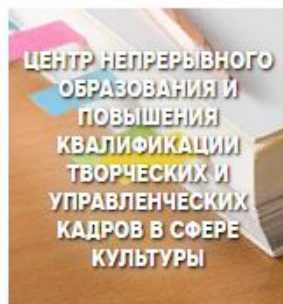 ЦЕНТР НЕПРЕРЫВНОГО
ОБРАЗОВАНИЯ И
ПОВЫШЕНИЯ
КВАЛИФИКАЦИИ
ТВОРЧЕСКИХ И
УПРАВЛЕНЧЕСКИХ
КАДРОВ В СФЕРЕ
КУЛЬТУРЫ